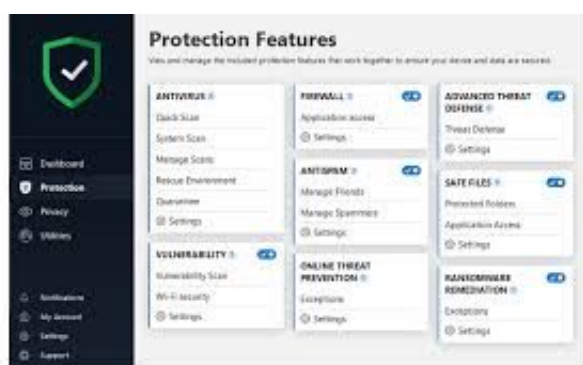 Protection Features
View and manage the included protection features that work together to ensure your device and data are secured.
Dashboard
Protection
Privacy
Utilities
Notifications
My Account
Settings
Support
ANTIVIRUS
Quick Scan
System Scan
Manage Scans
Rescue Environment
Quarantine
Settings
VULNERABILITY
Vulnerability Scan
Wi-Fi security
Settings
FIREWALL
Application access
Settings
ANTISPAM
Manage Friends
Manage Spammers
Settings
ONLINE THREAT
PREVENTION
Exceptions
Settings
ADVANCED THREAT
DEFENSE
Threat Defense
Settings
SAFE FILES
Protected Folders
Application Access
Settings
RANSOMWARE
REMEDIATION
Exceptions
Settings